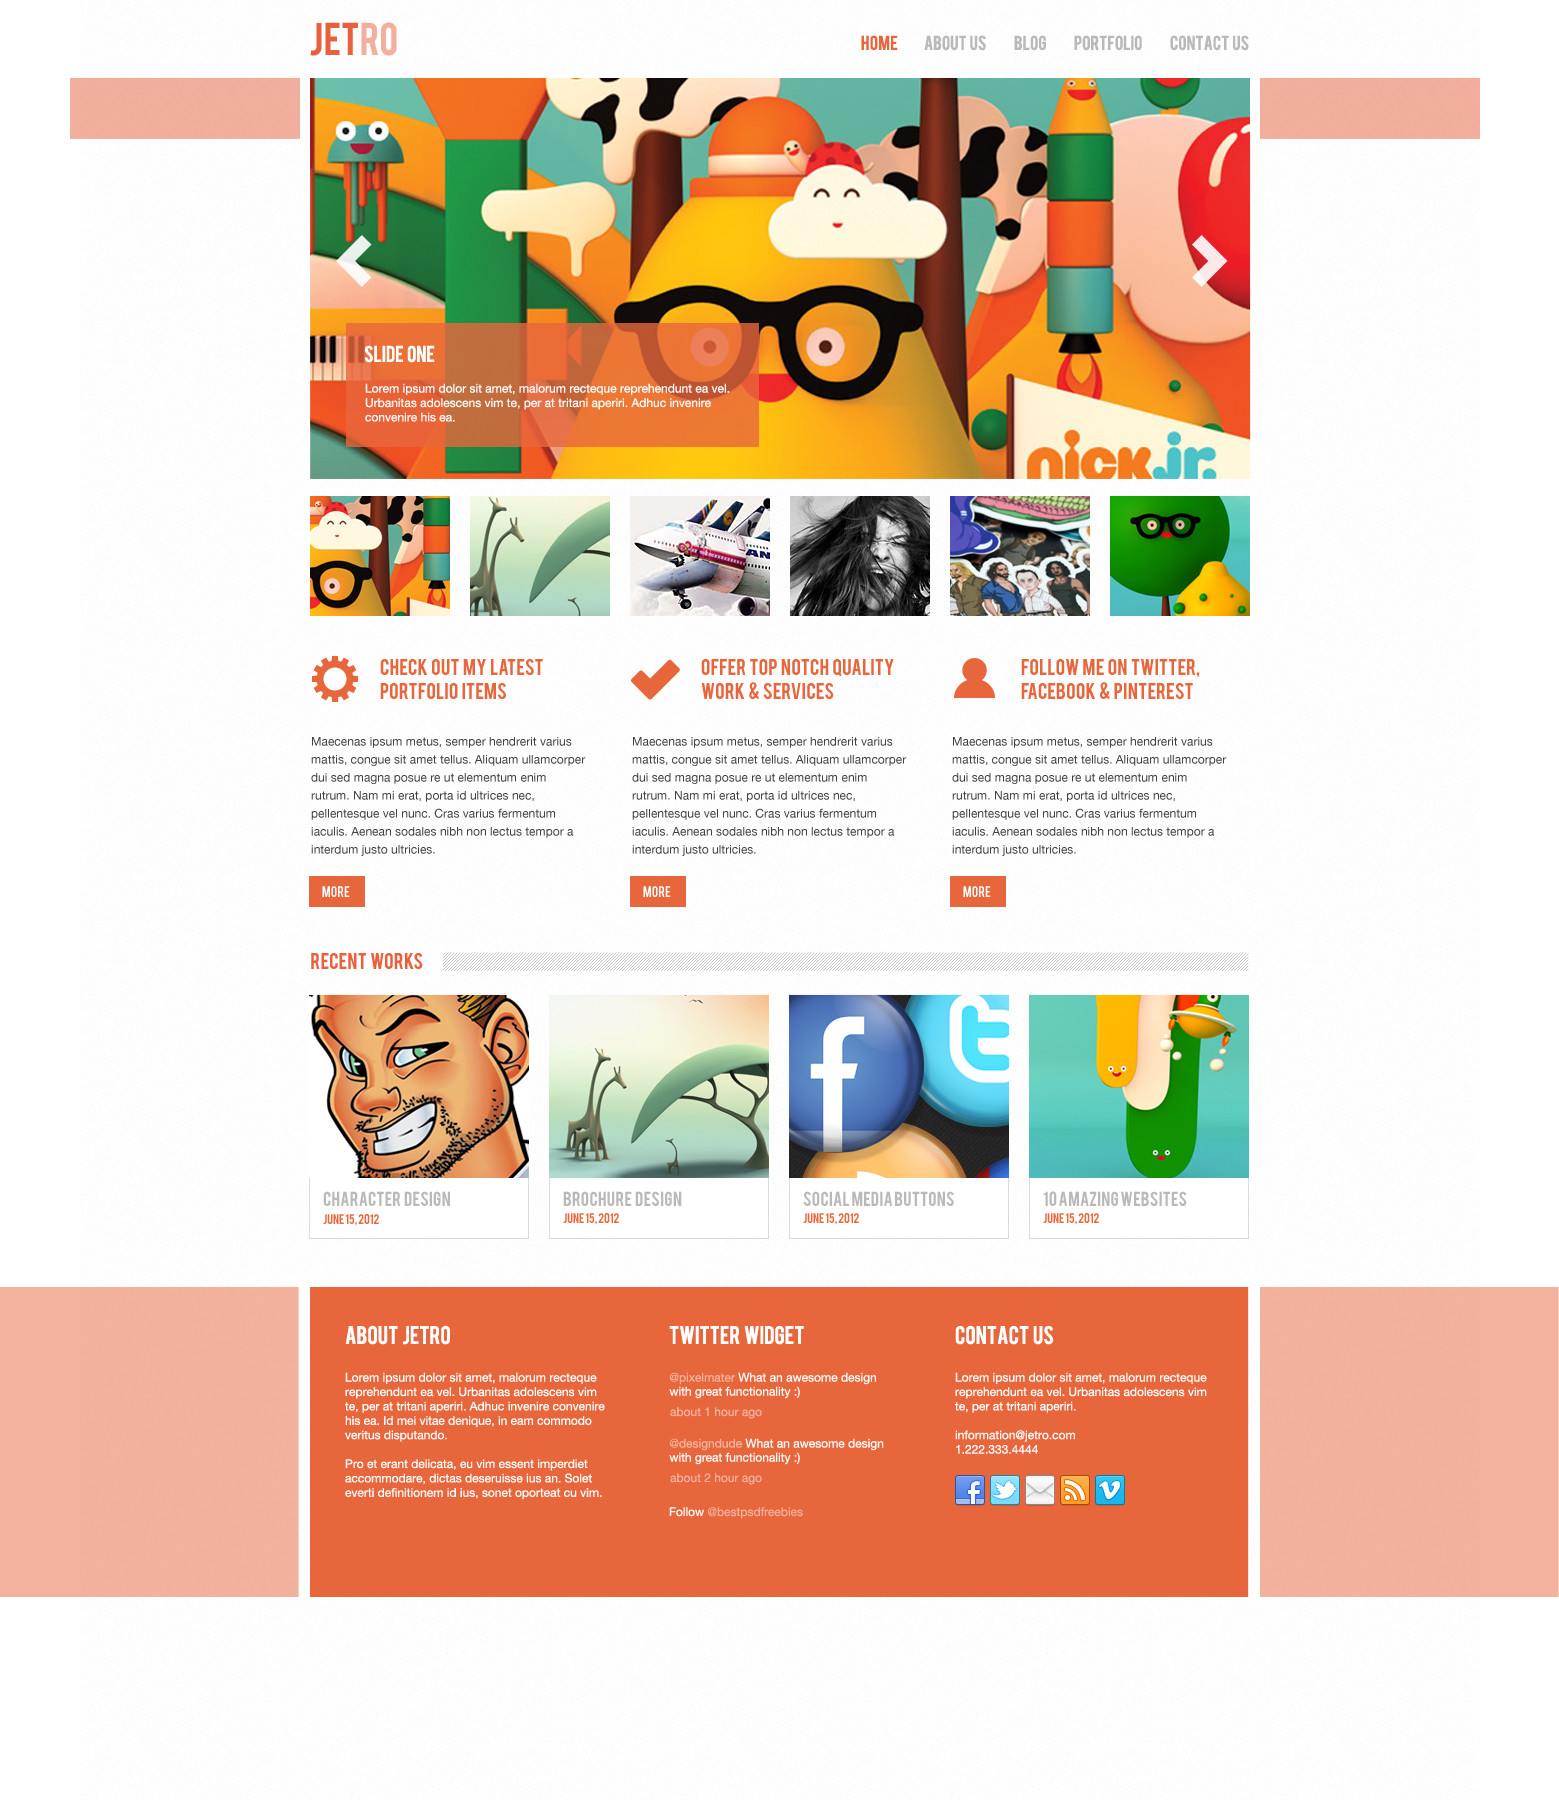 JETRO
HOME ABOUT US BLOG PORTFOLIO CONTACT US
SLIDE ONE
Lorem ipsum dolor sit amet, malorum recteque reprehendunt ea vel.
Urbanitas adolescens vim te, per at tritani aperiri. Adhuc invenire
convenire his ea.
nick jr.
CHECK OUT MY LATEST
PORTFOLIO ITEMS
Maecenas ipsum metus, semper hendrerit varius
mattis, congue sit amet tellus. Aliquam ullamcorper
dui sed magna posue re ut elementum enim
rutrum. Nam mi erat, porta id ultrices nec,
pellentesque vel nunc. Cras varius fermentum
iaculis. Aenean sodales nibh non lectus tempor a
interdum justo ultricies.
MORE
OFFER TOP NOTCH QUALITY
WORK & SERVICES
Maecenas ipsum metus, semper hendrerit varius
mattis, congue sit amet tellus. Aliquam ullamcorper
dui sed magna posue re ut elementum enim
rutrum. Nam mi erat, porta id ultrices nec,
pellentesque vel nunc. Cras varius fermentum
iaculis. Aenean sodales nibh non lectus tempor a
interdum justo ultricies.
MORE
FOLLOW ME ON TWITTER,
FACEBOOK & PINTEREST
Maecenas ipsum metus, semper hendrerit varius
mattis, congue sit amet tellus. Aliquam ullamcorper
dui sed magna posue re ut elementum enim
rutrum. Nam mi erat, porta id ultrices nec,
pellentesque vel nunc. Cras varius fermentum
iaculis. Aenean sodales nibh non lectus tempor a
interdum justo ultricies.
MORE
RECENT WORKS
CHARACTER DESIGN
JUNE 15, 2012
BROCHURE DESIGN
JUNE 15, 2012
SOCIAL MEDIA BUTTONS
JUNE 15, 2012
10 AMAZING WEBSITES
JUNE 15, 2012
ABOUT JETRO
Lorem ipsum dolor sit amet, malorum recteque
reprehendunt ea vel. Urbanitas adolescens vim
te, per at tritani aperiri. Adhuc invenire convenire
his ea. Id mei vitae denique, in eam commodo
veritus disputando.
Pro et erant delicata, eu vim essent imperdiet
accommodare, dictas deseruisse ius an. Solet
everti definitionem id ius, sonet oporteat cu vim.
TWITTER WIDGET
@pixelmater What an awesome design
with great functionality :)
about 1 hour ago
@designdude What an awesome design
with great functionality :)
about 2 hour ago
Follow @bestpsdfreebies
CONTACT US
Lorem ipsum dolor sit amet, malorum recteque
reprehendunt ea vel. Urbanitas adolescens vim
te, per at tritani aperiri.
information@jetro.com
1.222.333.4444